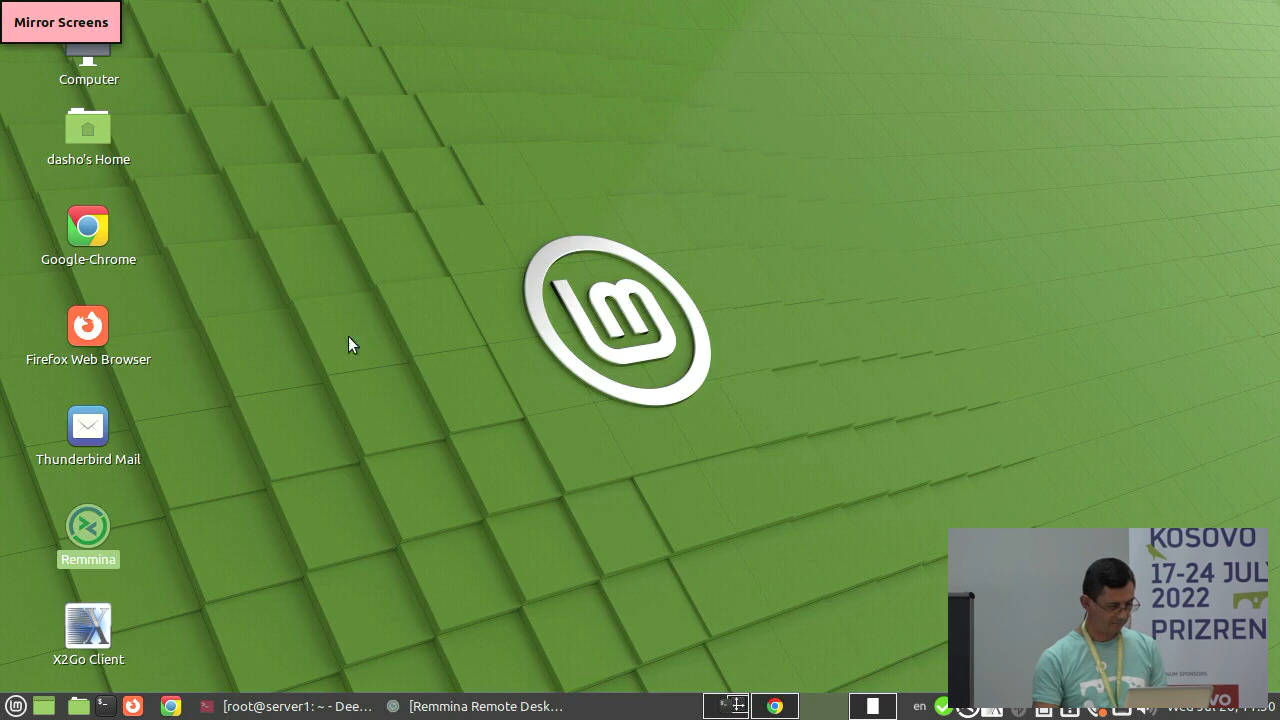 Mirror Screens
Computer
dasho's Home
Google-Chrome
Firefox Web Browser
Thunderbird Mail
Remmina
X2Go Client
KOSOVO
17-24 JUL
2022
PRIZREN
[root@server1: ~ - Dee...
[Remmina Remote Desk...
en